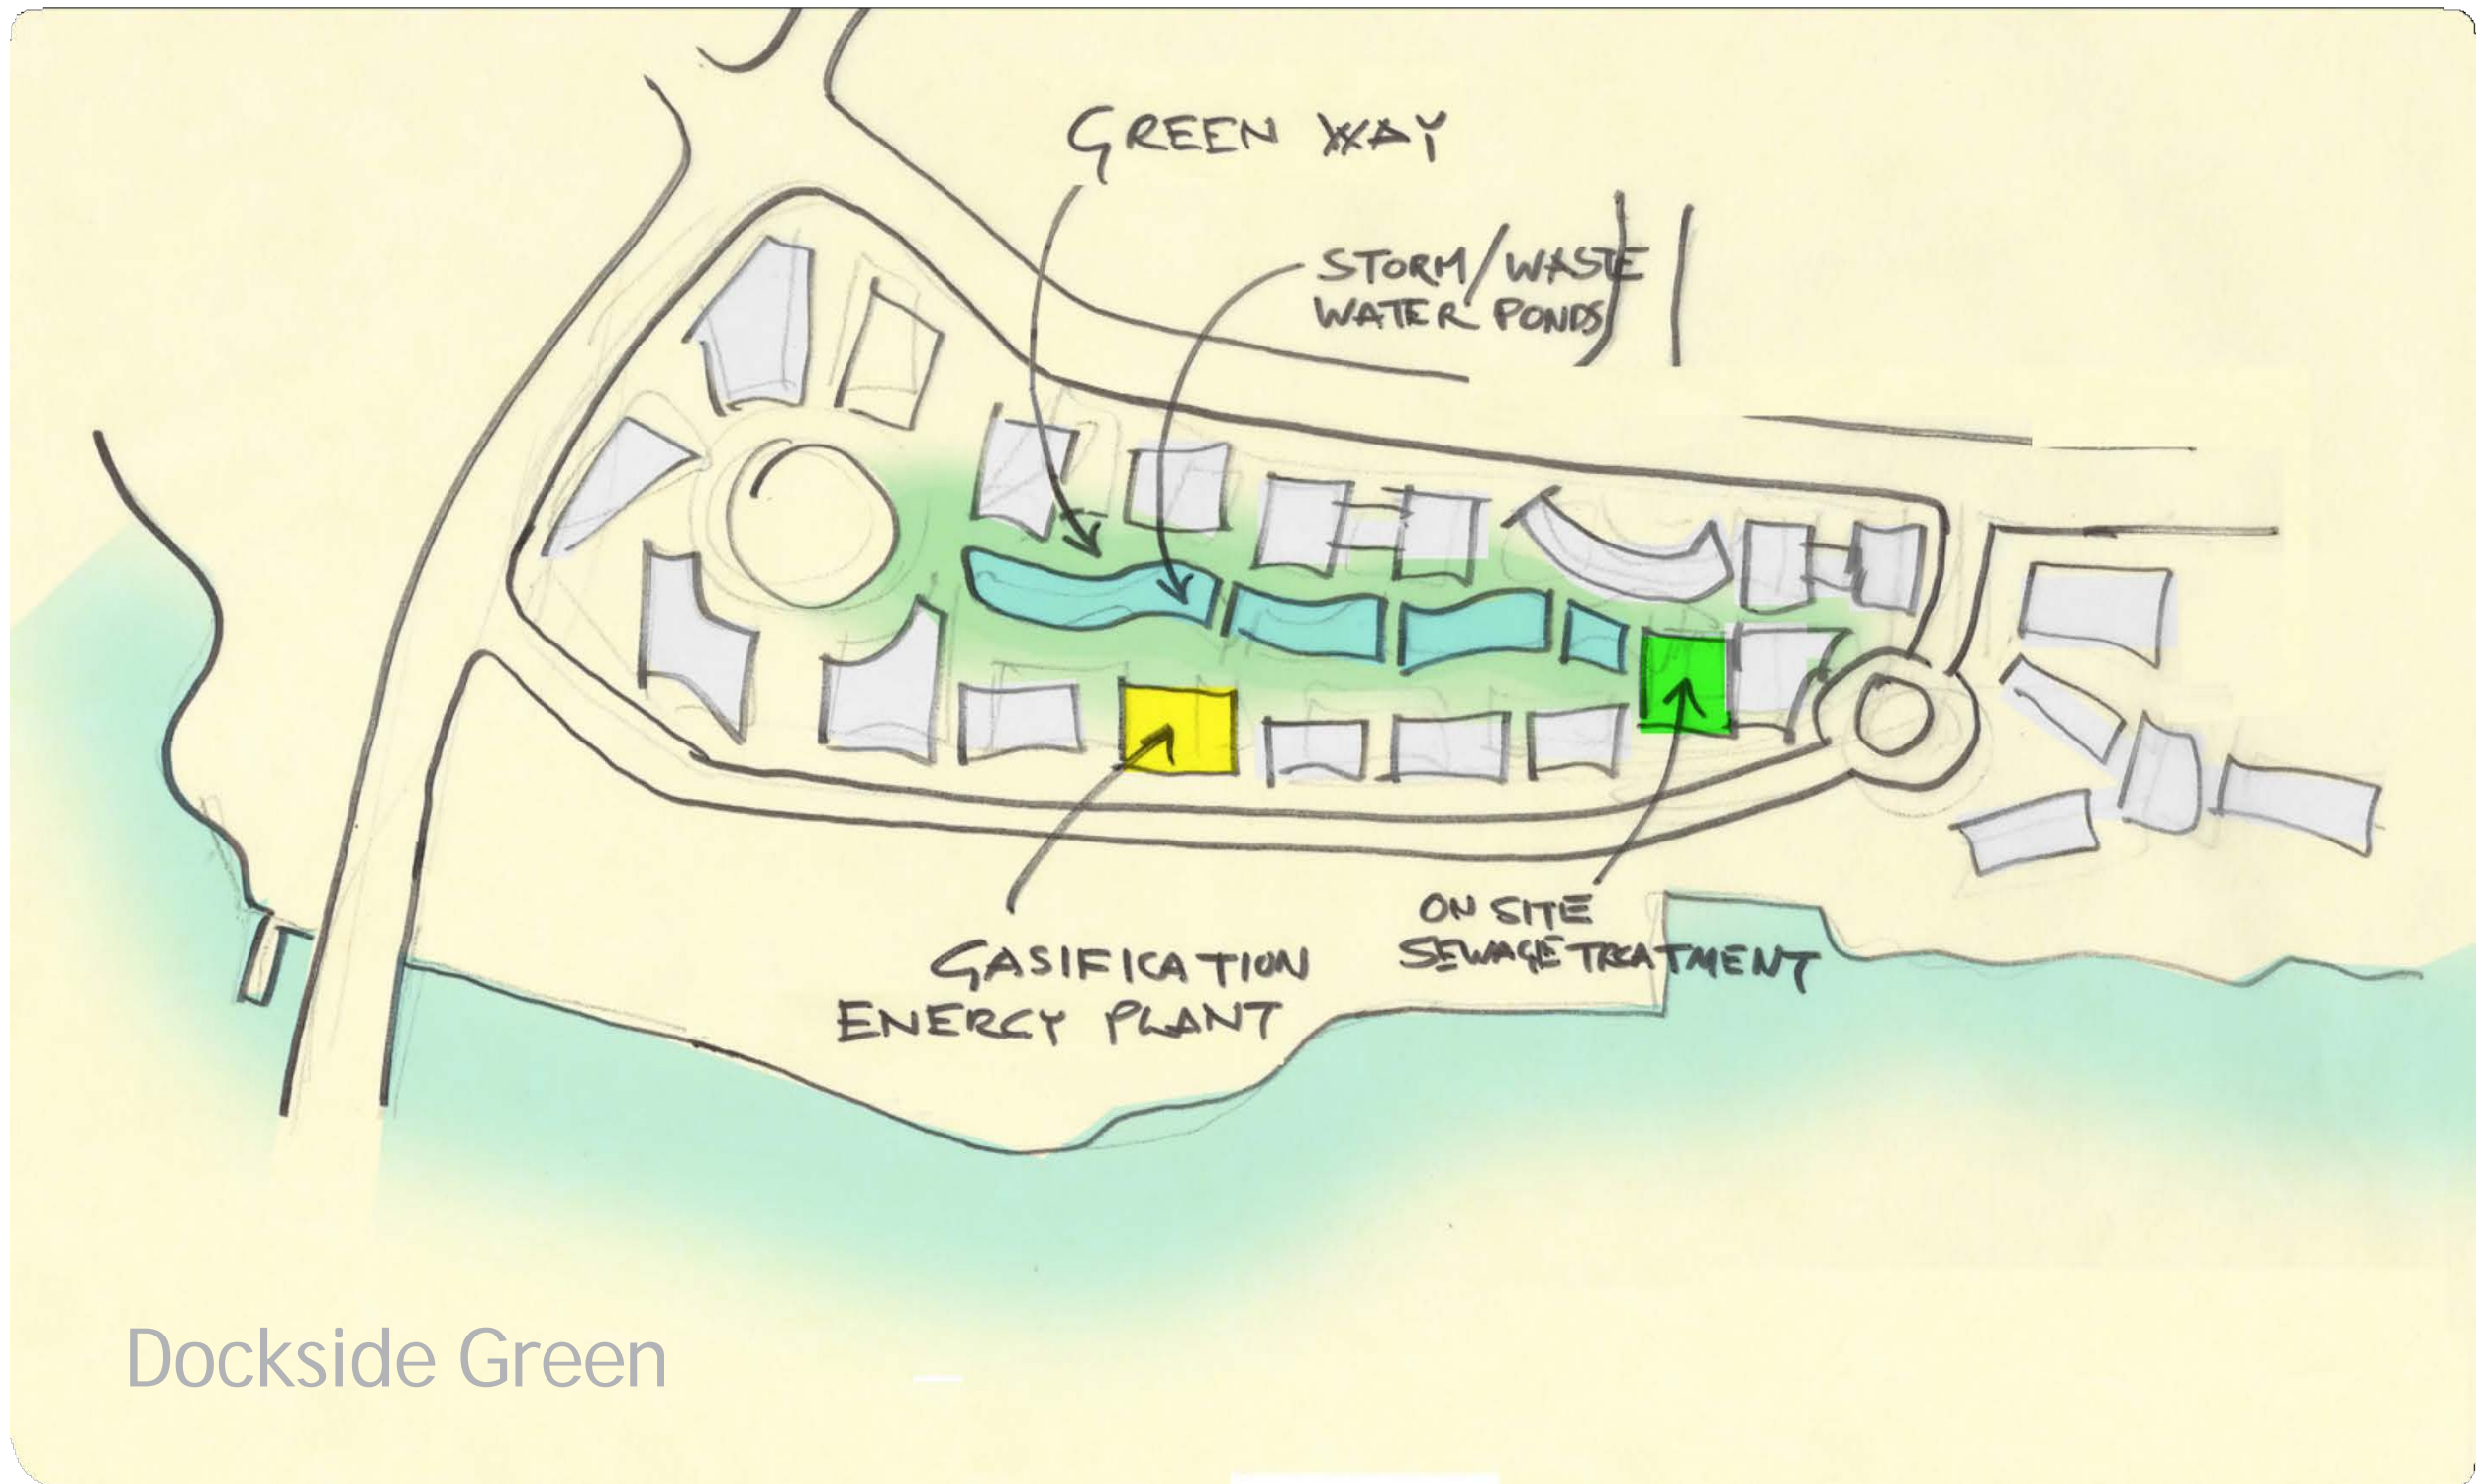 GREEN WAY
STORM/WASTE
WATER PONDS
GASIFICATION
ENERGY PLANT
ON SITE
SEWAGE TREATMENT
Dockside Green